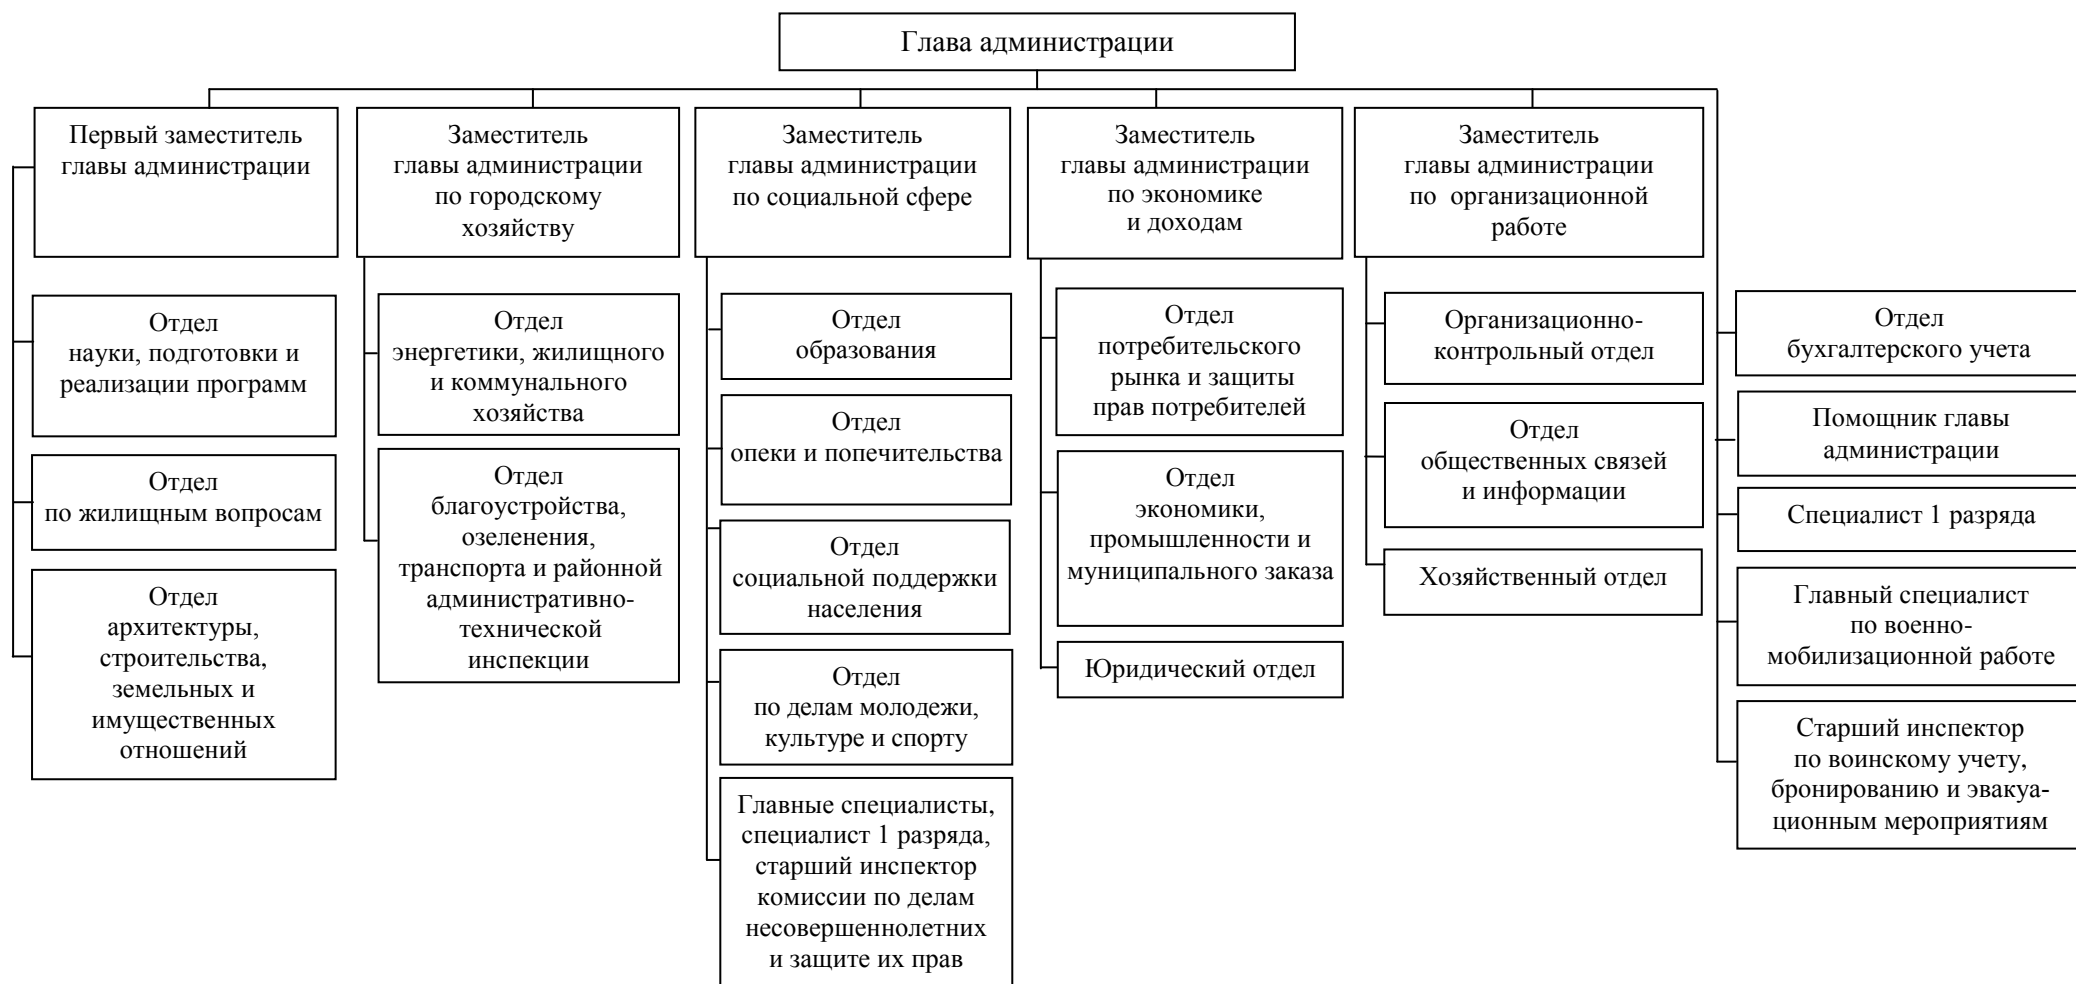 Глава администрации
Первый заместитель
главы администрации
Отдел
науки, подготовки и
реализации программ
Отдел
по жилищным вопросам
Отдел
архитектуры,
строительства,
земельных и
имущественных
отношений
Заместитель
главы администрации
по городскому
хозяйству
Отдел
энергетики, жилищного
и коммунального
хозяйства
Отдел
благоустройства,
озеленения,
транспорта и районной
административно-
технической
инспекции
Заместитель
главы администрации
по социальной сфере
Отдел
образования
Отдел
опеки и попечительства
Отдел
социальной поддержки
населения
Отдел
по делам молодежи,
культуре и спорту
Главные специалисты,
специалист 1 разряда,
старший инспектор
комиссии по делам
несовершеннолетних
и защите их прав
Заместитель
главы администрации
по экономике
и доходам
Отдел
потребительского
рынка и защиты
прав потребителей
Отдел
экономики,
промышленности и
муниципального заказа
Юридический отдел
Заместитель
главы администрации
по организационной
работе
Организационно-
контрольный отдел
Отдел
общественных связей
и информации
Хозяйственный отдел
Отдел
бухгалтерского учета
Помощник главы
администрации
Специалист 1 разряда
Главный специалист
по военно-
мобилизационной работе
Старший инспектор
по воинскому учету,
бронированию и эвакуа-
ционным мероприятиям